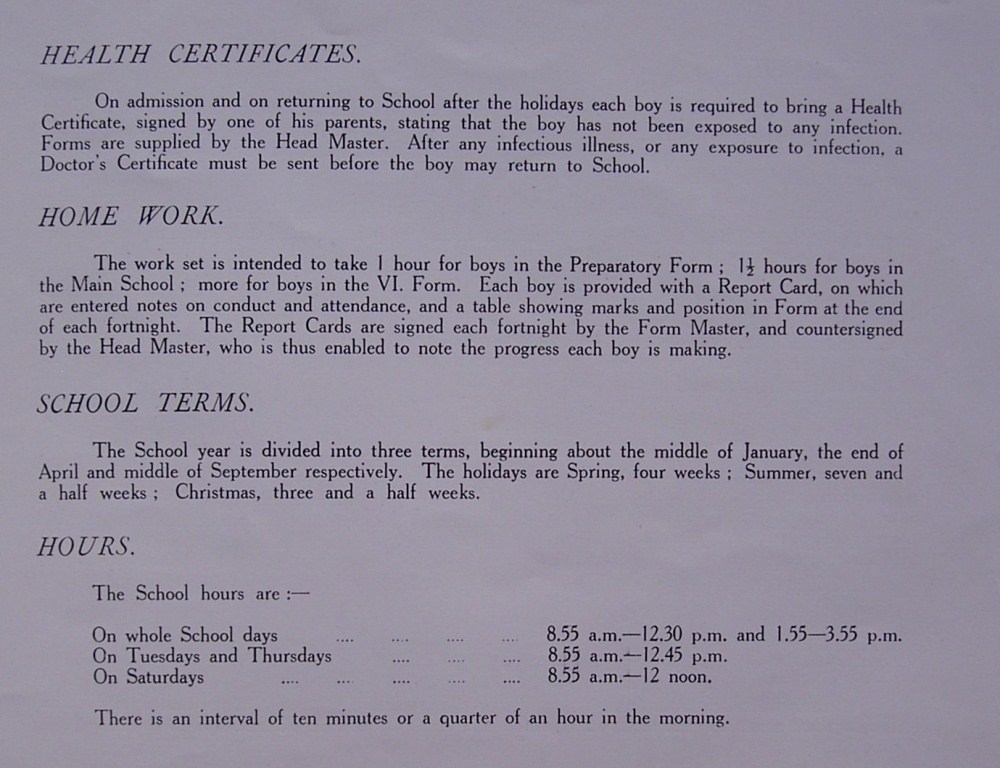 HEALTH CERTIFICATES.
On admission and on returning to School after the holidays each boy is required to bring a Health
Certificate, signed by one of his parents, stating that the boy has not been exposed to any infection.
Forms are supplied by the Head Master. After any infectious illness, or any exposure to infection, a
Doctor's Certificate must be sent before the boy may return to School.
HOME WORK.
The work set is intended to take 1 hour for boys in the Preparatory Form ; 1½ hours for boys in
the Main School ; more for boys in the VI. Form. Each boy is provided with a Report Card, on which
are entered notes on conduct and attendance, and a table showing marks and position in Form at the end
of each fortnight. The Report Cards are signed each fortnight by the Form Master, and countersigned
by the Head Master, who is thus enabled to note the progress each boy is making.
SCHOOL TERMS.
The School year is divided into three terms, beginning about the middle of January, the end of
April and middle of September respectively. The holidays are Spring, four weeks ; Summer, seven and
a half weeks ; Christmas, three and a half weeks.
HOURS.
The School hours are :—
On whole School days .... .... .... .... 8.55 a.m.—12.30 p.m. and 1.55—3.55 p.m.
On Tuesdays and Thursdays .... .... .... 8.55 a.m.—12.45 p.m.
On Saturdays .... .... .... .... .... 8.55 a.m.—12 noon.
There is an interval of ten minutes or a quarter of an hour in the morning.